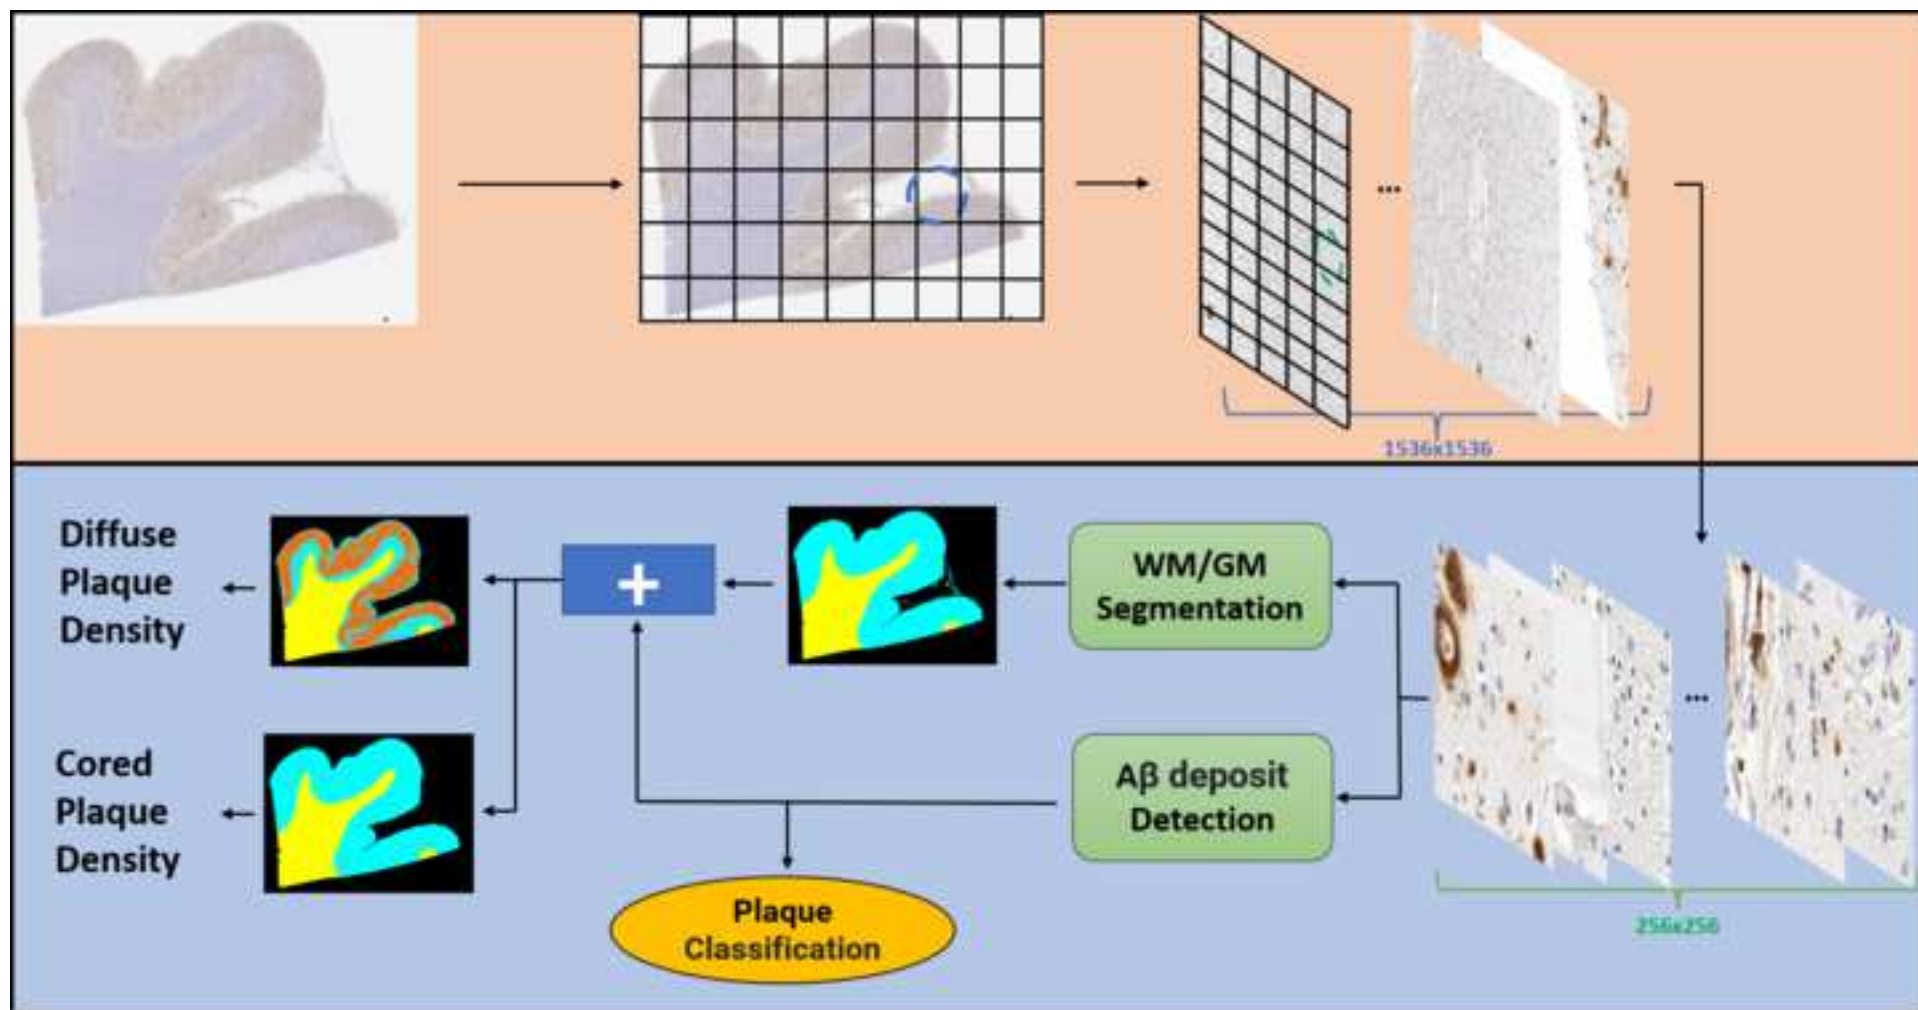 1536x1536
Diffuse
Plaque
Density
+
WM/GM
Segmentation
...
...
Cored
Plaque
Density
Aβ deposit
Detection
Plaque
Classification
256x256